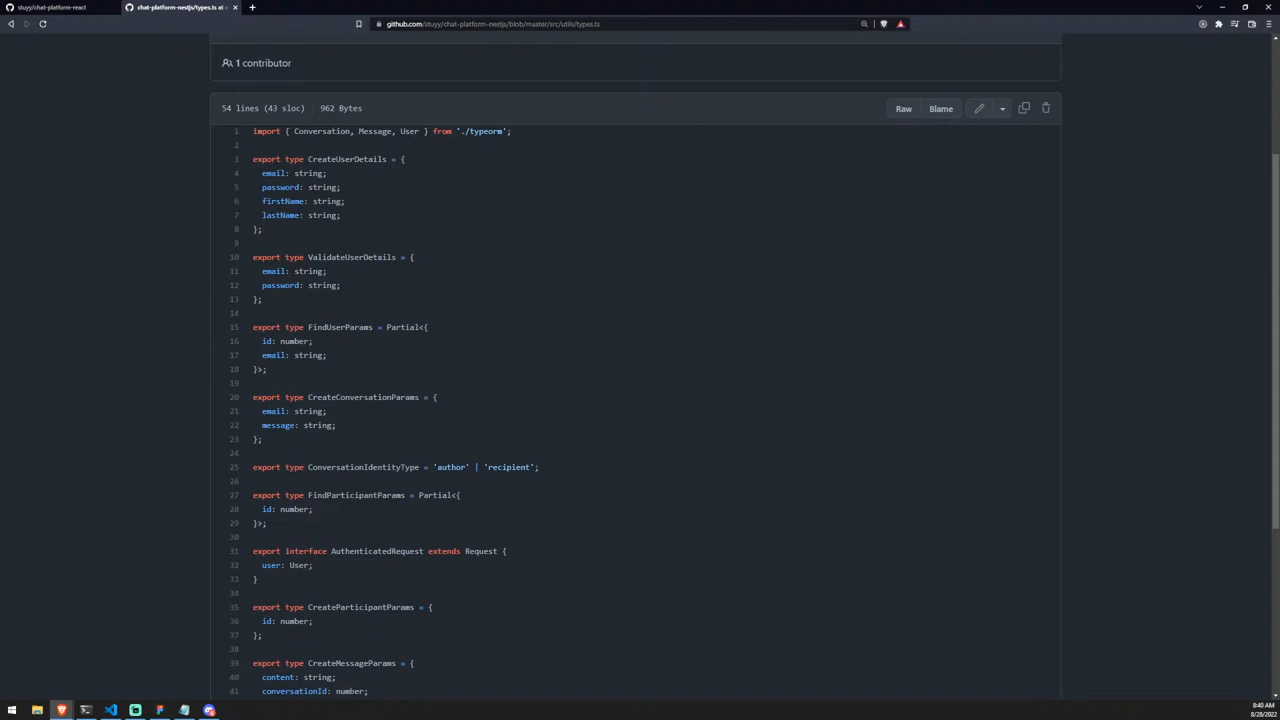 stuyy/chat-platform-react
chat-platform-nestjs/types.ts at
github.com/stuyy/chat-platform-nestjs/blob/master/src/utils/types.ts
1 contributor
54 lines (43 sloc) 962 Bytes
Raw Blame
1 import { Conversation, Message, User } from './typeorm';
2
3 export type CreateUserDetails = {
4 email: string;
5 password: string;
6 firstName: string;
7 lastName: string;
8 };
9
10 export type ValidateUserDetails = {
11 email: string;
12 password: string;
13 };
14
15 export type FindUserParams = Partial<{
16 id: number;
17 email: string;
18 }>;
19
20 export type CreateConversationParams = {
21 email: string;
22 message: string;
23 };
24
25 export type ConversationIdentityType = 'author' | 'recipient';
26
27 export type FindParticipantParams = Partial<{
28 id: number;
29 }>;
30
31 export interface AuthenticatedRequest extends Request {
32 user: User;
33 }
34
35 export type CreateParticipantParams = {
36 id: number;
37 };
38
39 export type CreateMessageParams = {
40 content: string;
41 conversationId: number;
8:40 AM
8/28/2022